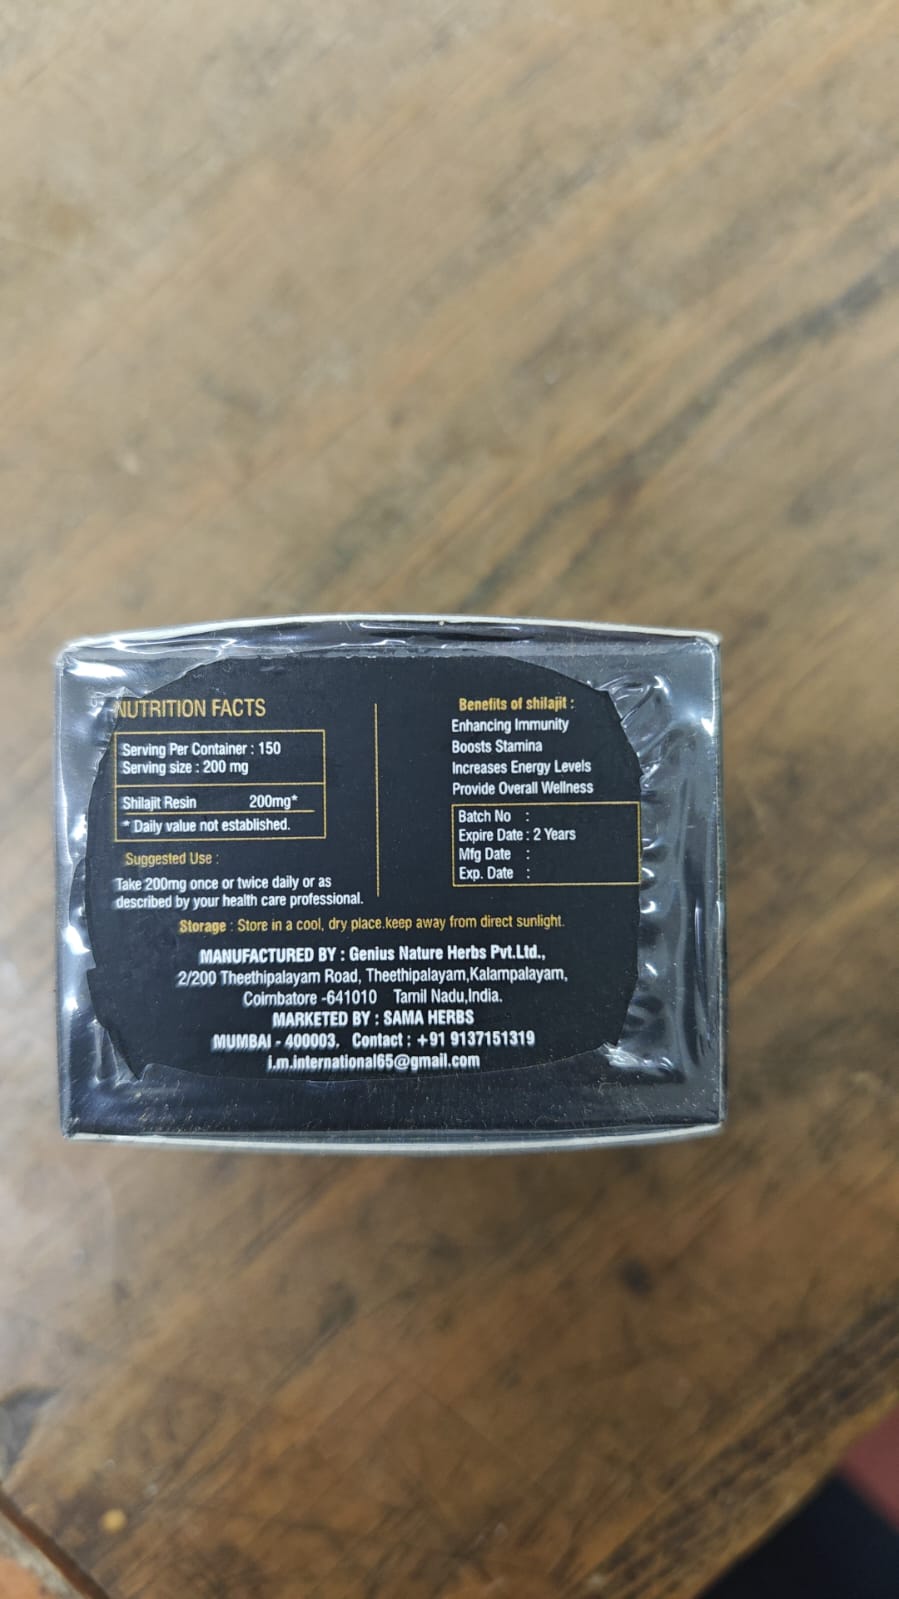 NUTRITION FACTS
Serving Per Container : 150
Serving size : 200 mg
Shilajit Resin 200mg*
* Daily value not established.
Suggested Use :
Take 200mg once or twice daily or as
described by your health care professional.
Benefits of shilajit :
Enhancing Immunity
Boosts Stamina
Increases Energy Levels
Provide Overall Wellness
Batch No :
Expire Date : 2 Years
Mfg Date :
Exp. Date :
Storage : Store in a cool, dry place.keep away from direct sunlight.
MANUFACTURED BY : Genius Nature Herbs Pvt.Ltd.,
2/200 Theethipalayam Road, Theethipalayam,Kalampalayam,
Coimbatore -641010 Tamil Nadu,India.
MARKETED BY : SAMA HERBS
MUMBAI - 400003. Contact : +91 9137151319
i.m.international65@gmail.com